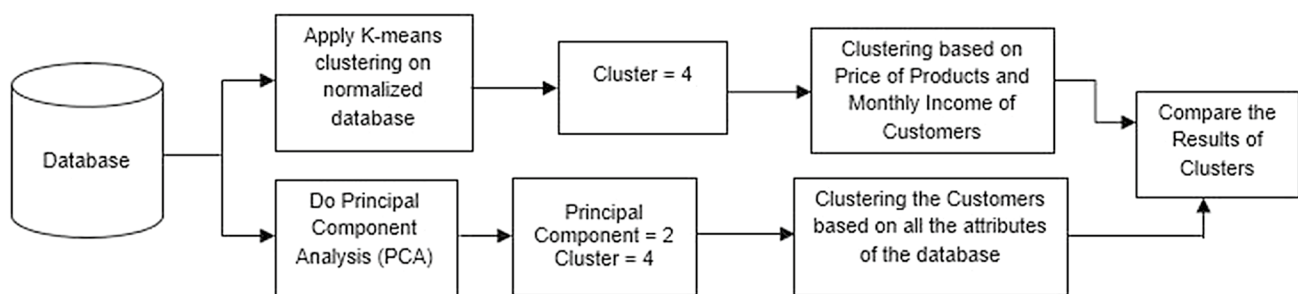 Database
Apply K-means
clustering on
normalized
database
Cluster = 4
Clustering based on
Price of Products and
Monthly Income of
Customers
Compare the
Results of
Clusters
Do Principal
Component
Analysis (PCA)
Principal
Component = 2
Cluster = 4
Clustering the Customers
based on all the attributes
of the database